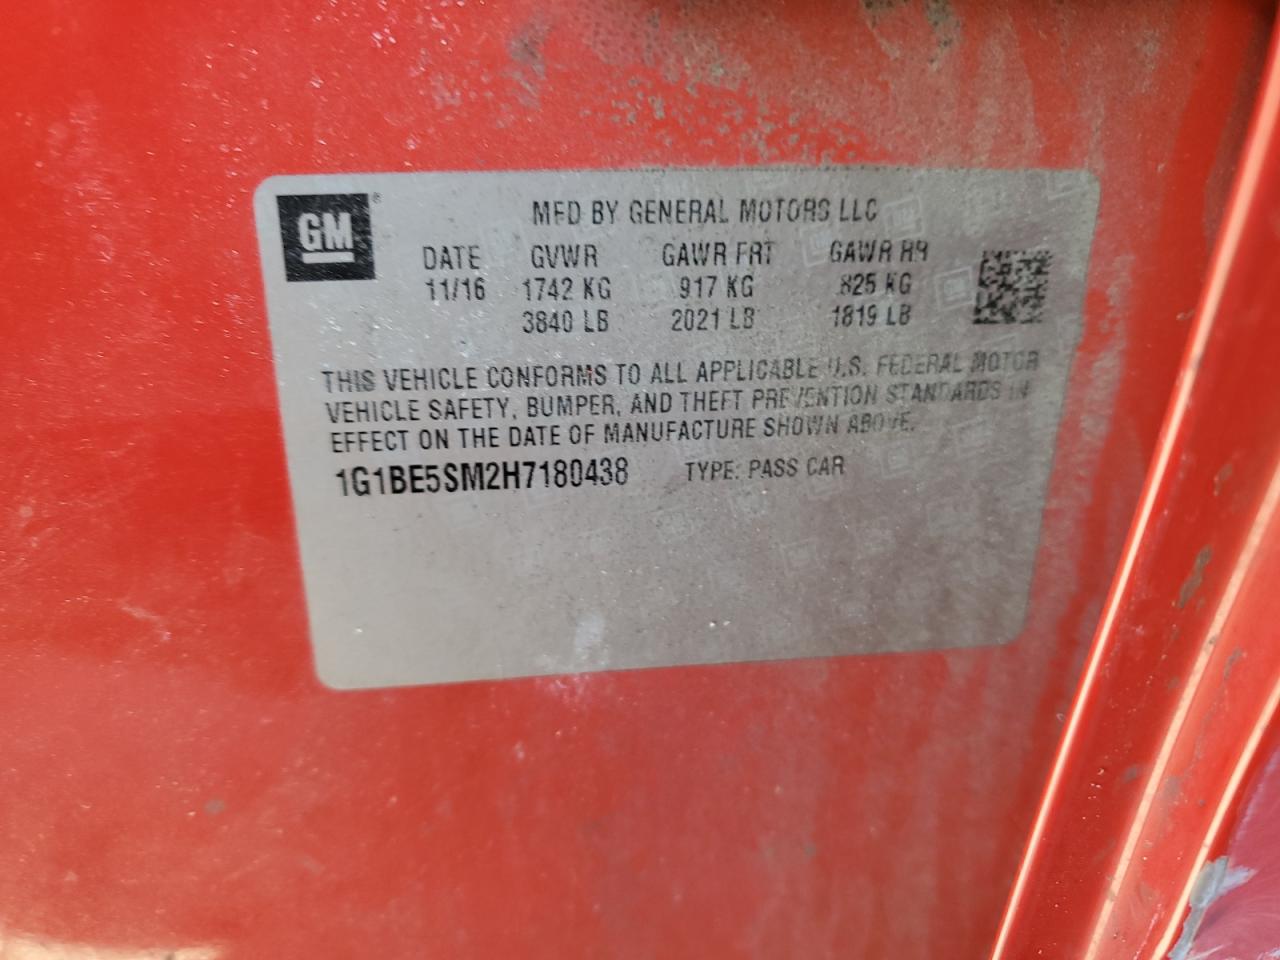 GM®
MFD BY GENERAL MOTORS LLC
DATE GVWR GAWR FRT GAWR RR
11/16 1742 KG 917 KG 825 KG
3840 LB 2021 LB 1819 LB
THIS VEHICLE CONFORMS TO ALL APPLICABLE U.S. FEDERAL MOTOR
VEHICLE SAFETY, BUMPER, AND THEFT PREVENTION STANDARDS IN
EFFECT ON THE DATE OF MANUFACTURE SHOWN ABOVE.
1G1BE5SM2H7180438 TYPE: PASS CAR